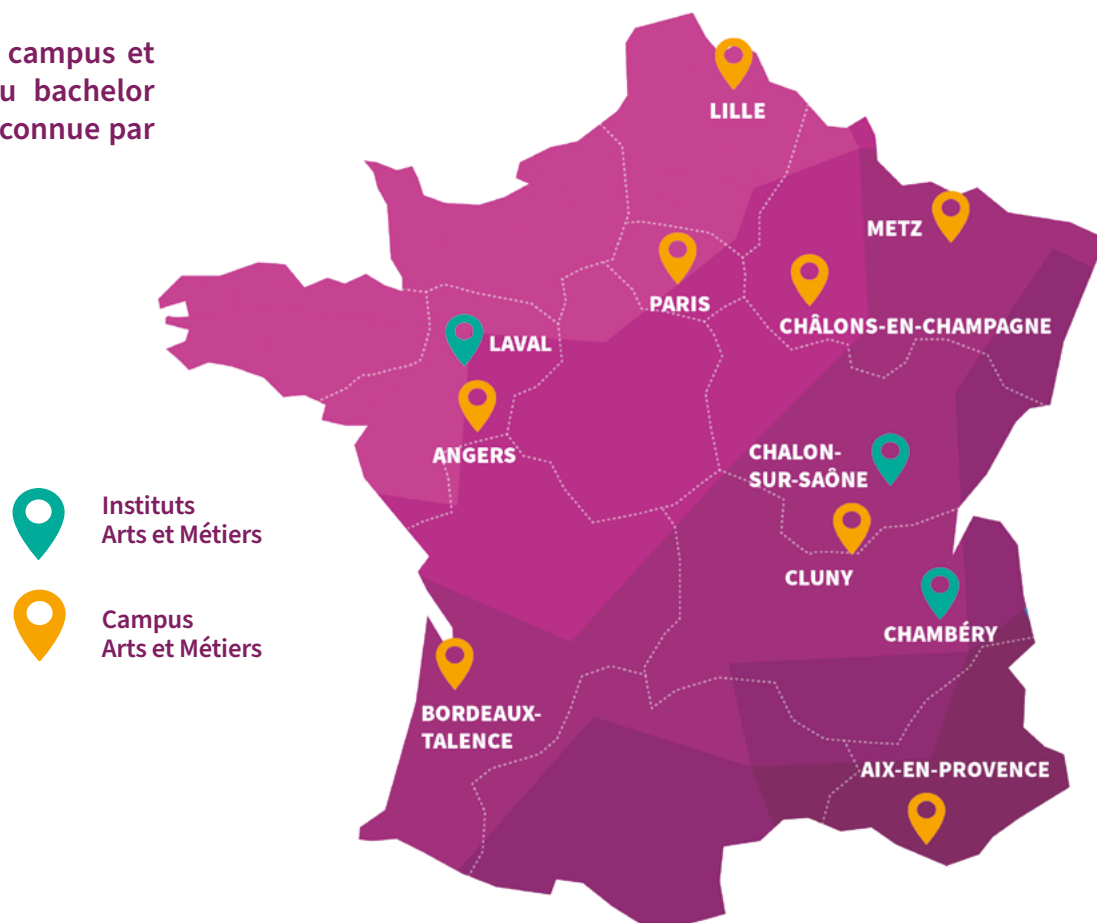 campus et
bachelor
connue par
LILLE
METZ
PARIS
CHÂLONS-EN-CHAMPAGNE
LAVAL
ANGERS
CHALON-
SUR-SAÔNE
Instituts
Arts et Métiers
CLUNY
Campus
Arts et Métiers
CHAMBÉRY
BORDEAUX-
TALENCE
AIX-EN-PROVENCE